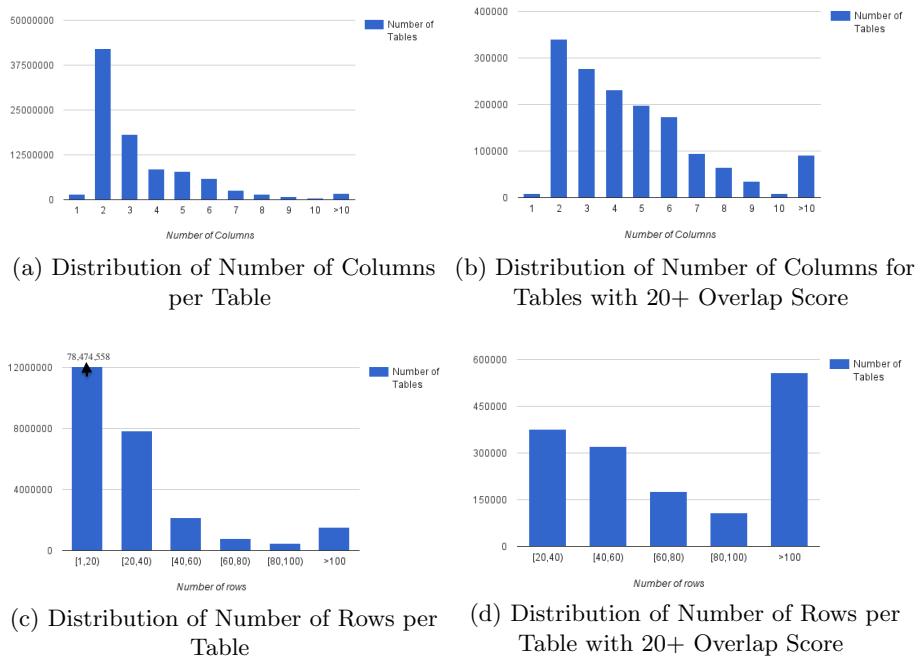 50000000
37500000
25000000
12500000
0
1 2 3 4 5 6 7 8 9 10 >10
Number of Columns
Number of
Tables
(a) Distribution of Number of Columns
per Table
400000
300000
200000
100000
0
1 2 3 4 5 6 7 8 9 10 >10
Number of Columns
Number of
Tables
(b) Distribution of Number of Columns for
Tables with 20+ Overlap Score
78,474,558
12000000
8000000
4000000
0
[1,20) [20,40) [40,60) [60,80) [80,100) >100
Number of rows
Number of
Tables
(c) Distribution of Number of Rows per
Table
600000
450000
300000
150000
0
[20,40) [40,60) [60,80) [80,100) >100
Number of rows
Number of
Tables
(d) Distribution of Number of Rows per
Table with 20+ Overlap Score